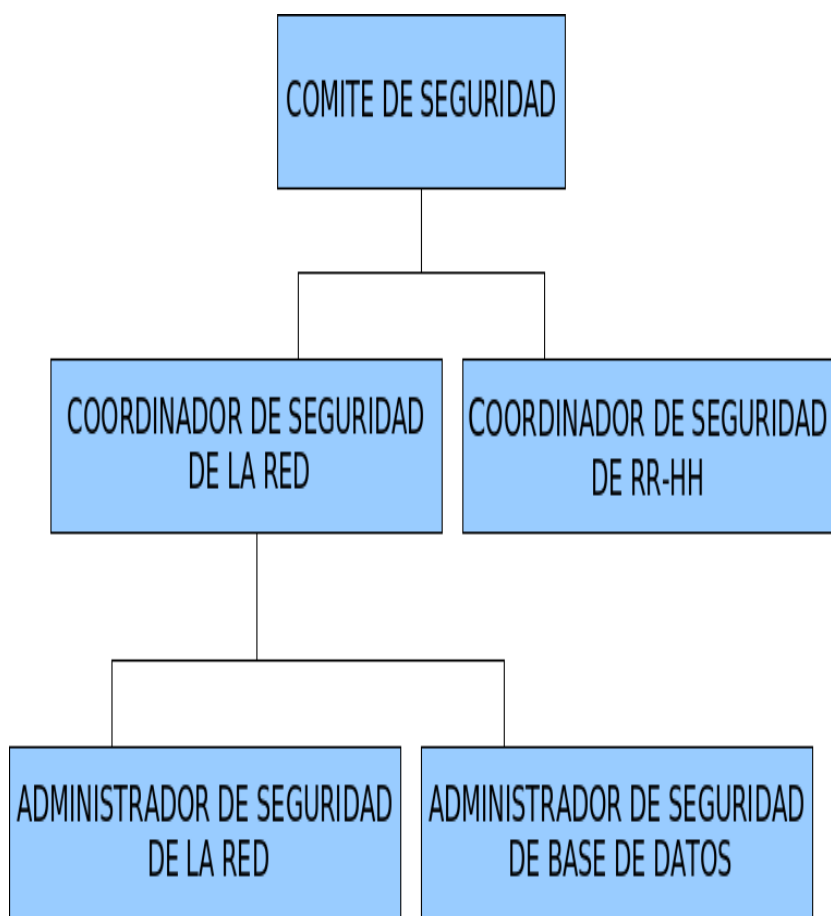 COMITE DE SEGURIDAD
COORDINADOR DE SEGURIDAD
DE LA RED
COORDINADOR DE SEGURIDAD
DE RR-HH
ADMINISTRADOR DE SEGURIDAD
DE LA RED
ADMINISTRADOR DE SEGURIDAD
DE BASE DE DATOS